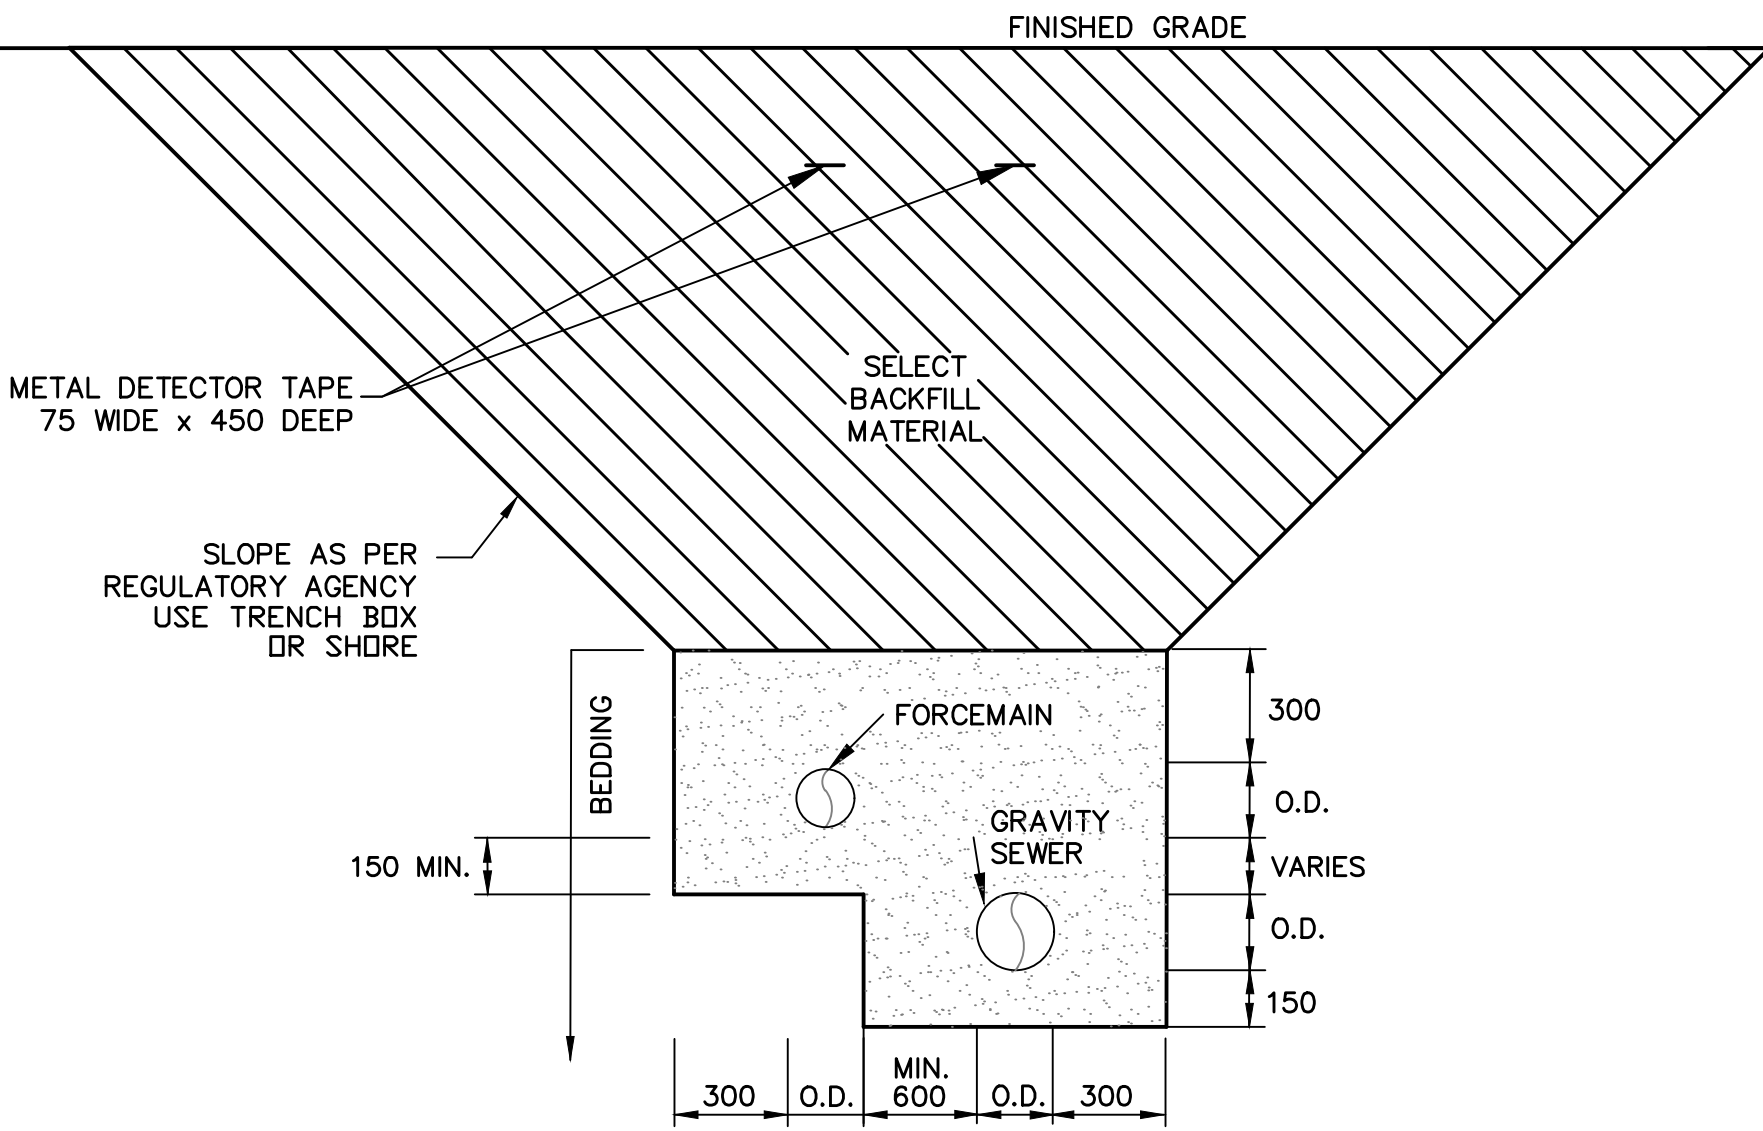 FINISHED GRADE
METAL DETECTOR TAPE
75 WIDE x 450 DEEP
SELECT
BACKFILL
MATERIAL
SLOPE AS PER
REGULATORY AGENCY
USE TRENCH BOX
OR SHORE
BEDDING
FORCEMAIN
GRAVITY
SEWER
150 MIN.
300
O.D.
VARIES
O.D.
150
300
O.D.
MIN.
600
O.D.
300